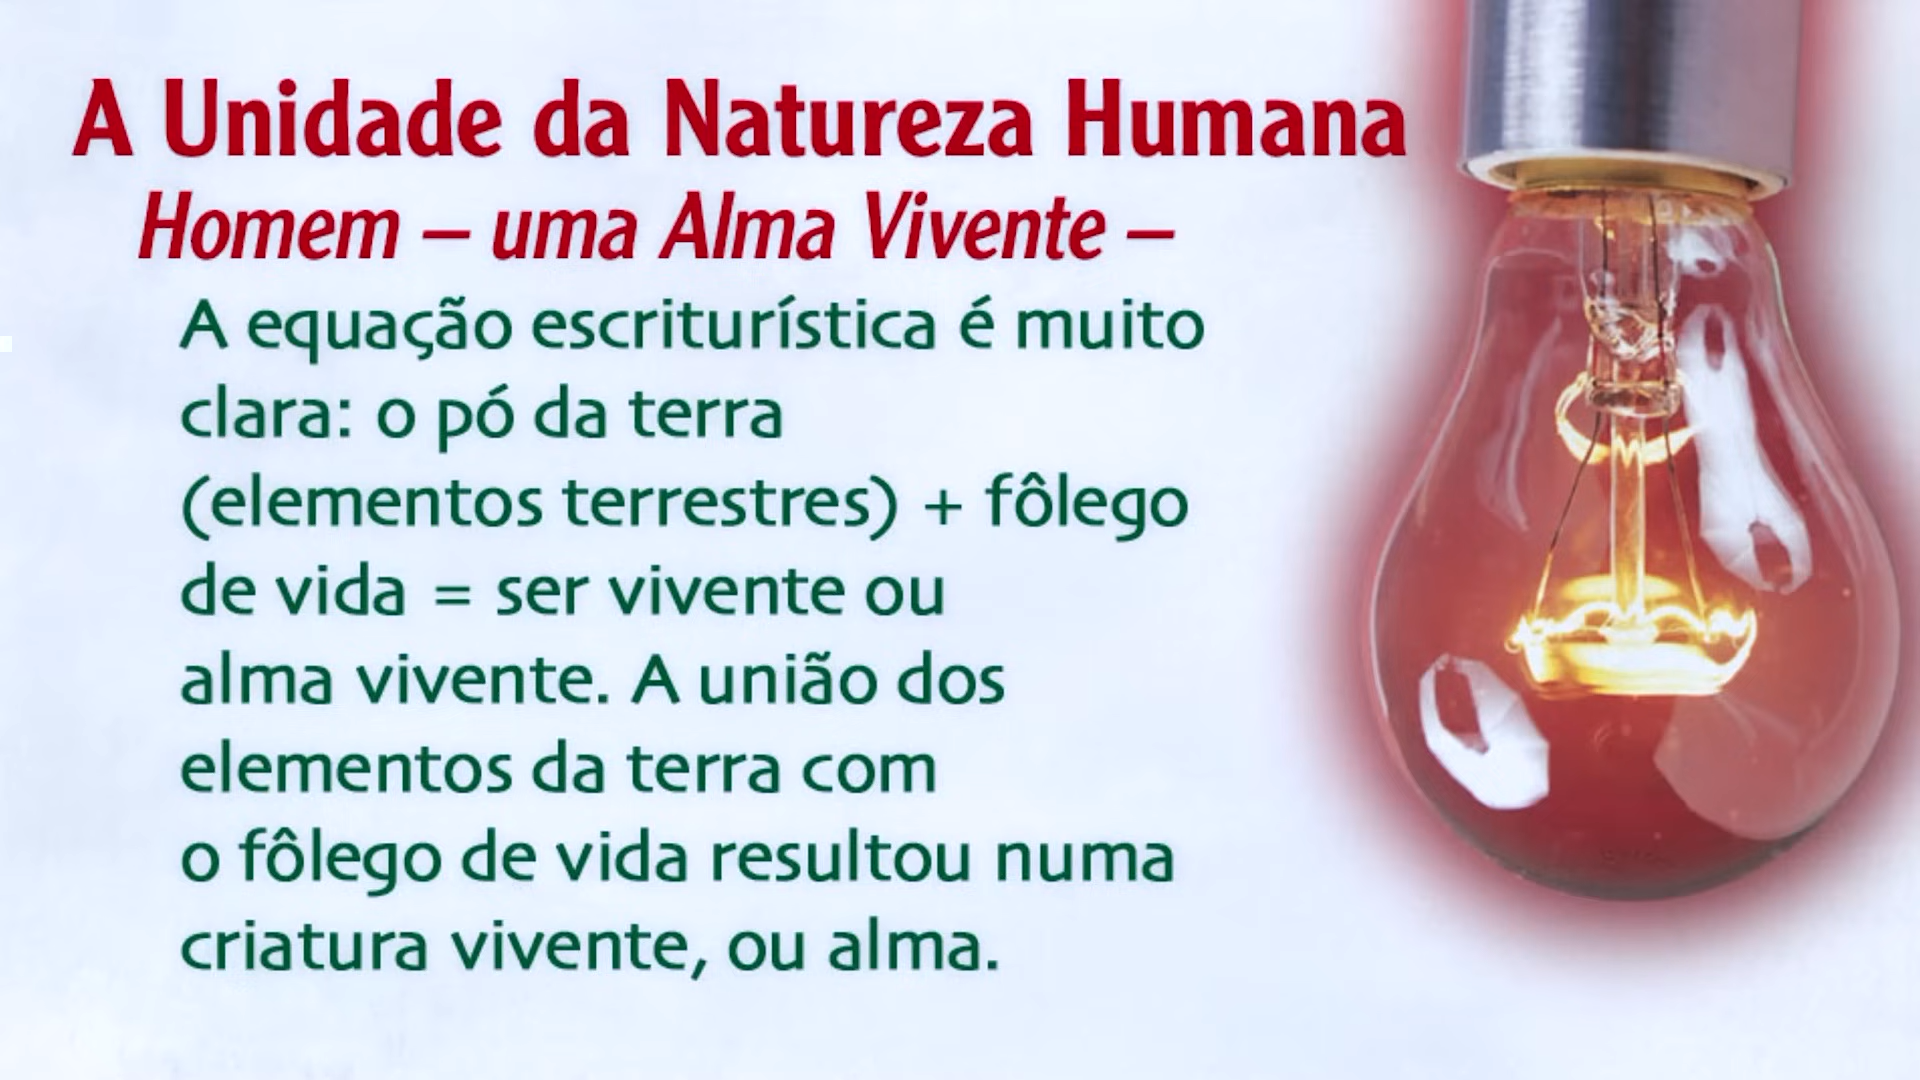 A Unidade da Natureza Humana
Homem – uma Alma Vivente –
A equação escriturística é muito
clara: o pó da terra
(elementos terrestres) + fôlego
de vida = ser vivente ou
alma vivente. A união dos
elementos da terra com
o fôlego de vida resultou numa
criatura vivente, ou alma.